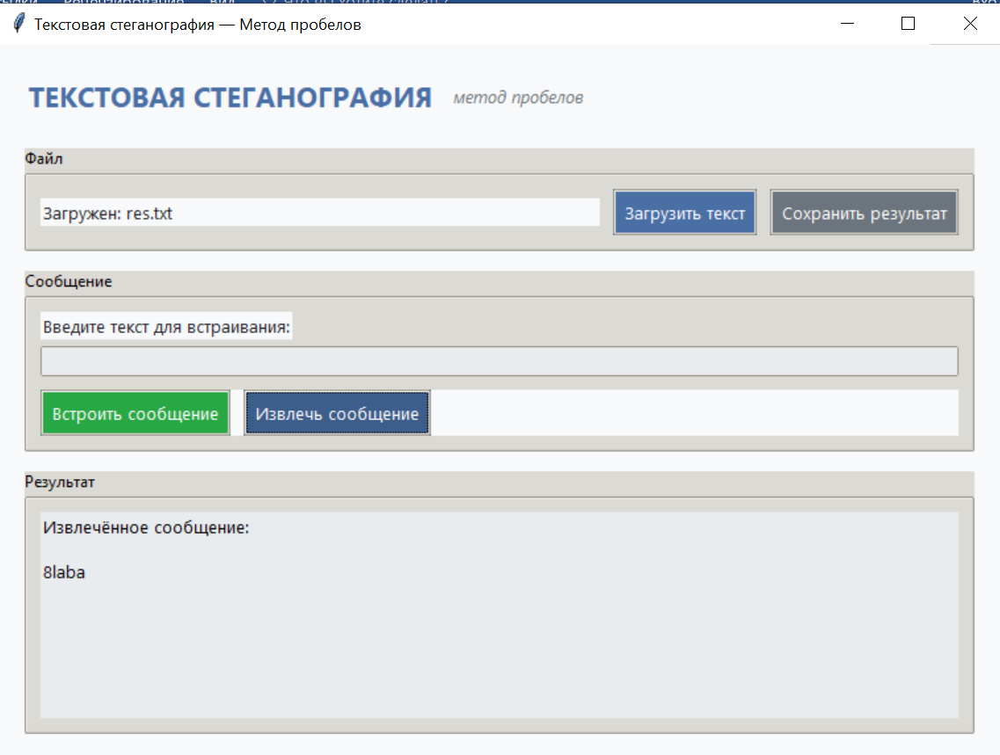 Текстовая стеганография — Метод пробелов
ТЕКСТОВАЯ СТЕГАНОГРАФИЯ метод пробелов
Файл
Загружен: res.txt Загрузить текст Сохранить результат
Сообщение
Введите текст для встраивания:
Встроить сообщение Извлечь сообщение
Результат
Извлечённое сообщение:
8laba